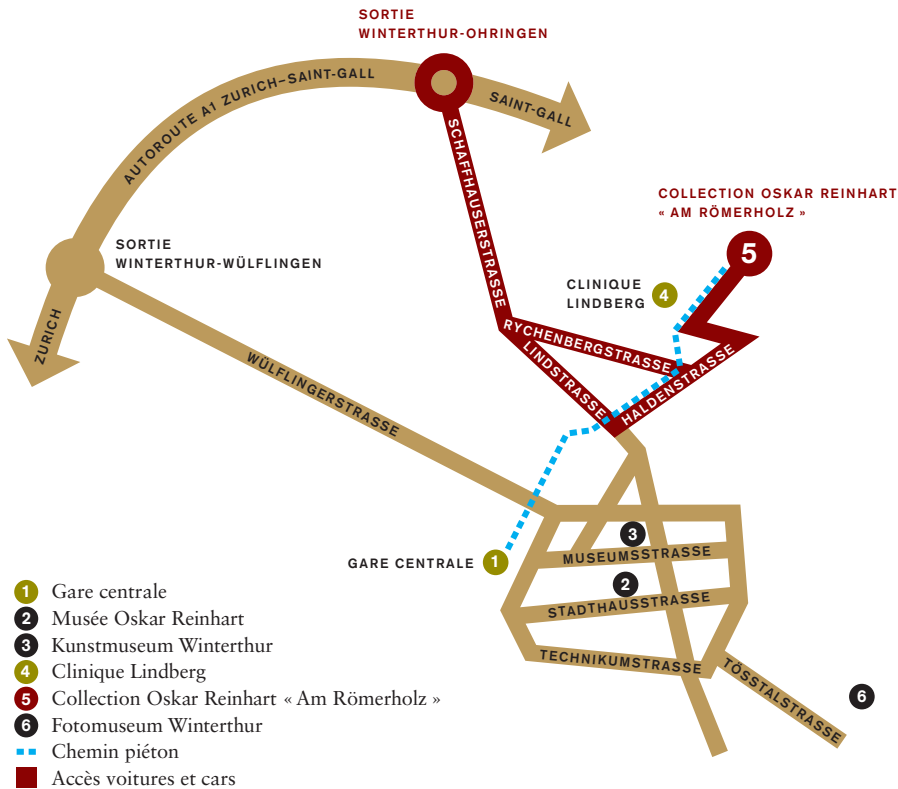 SORTIE
WINTERTHUR-OHRINGEN
AUTOROUTE A1 ZURICH–SAINT-GALL
SAINT-GALL
SCHAFFHAUSERSTRASSE
COLLECTION OSKAR REINHART
« AM RÖMERHOLZ »
5
SORTIE
WINTERTHUR-WÜLFLINGEN
CLINIQUE
LINDBERG
4
ZURICH
RYCHENBERGSTRASSE
LINDSTRASSE
HALDENSTRASSE
WÜLFLINGERSTRASSE
GARE CENTRALE
1
3
MUSEUMSSTRASSE
2
STADTHAUSSTRASSE
TECHNIKUMSTRASSE
TÖSSTALSTRASSE
6
1 Gare centrale
2 Musée Oskar Reinhart
3 Kunstmuseum Winterthur
4 Clinique Lindberg
5 Collection Oskar Reinhart « Am Römerholz »
6 Fotomuseum Winterthur
Chemin piéton
Accès voitures et cars